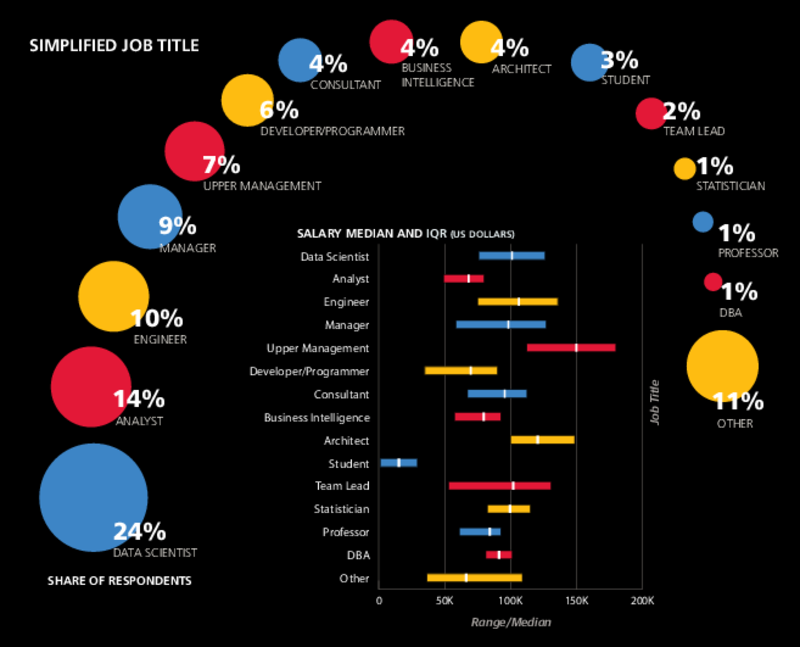 SIMPLIFIED JOB TITLE
4%
CONSULTANT
4%
BUSINESS
INTELLIGENCE
4%
ARCHITECT
3%
STUDENT
6%
DEVELOPER/PROGRAMMER
2%
TEAM LEAD
7%
UPPER MANAGEMENT
1%
STATISTICIAN
9%
MANAGER
1%
PROFESSOR
10%
ENGINEER
1%
DBA
14%
ANALYST
11%
OTHER
24%
DATA SCIENTIST
SHARE OF RESPONDENTS
SALARY MEDIAN AND IQR (US DOLLARS)
Data Scientist
Analyst
Engineer
Manager
Upper Management
Developer/Programmer
Consultant
Business Intelligence
Architect
Student
Team Lead
Statistician
Professor
DBA
Other
Job Title
0 50K 100K 150K 200K
Range/Median